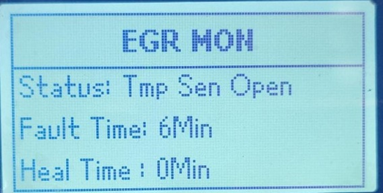 EGR MON
Status: Tmp Sen Open
Fault Time: 6Min
Heal Time : 0Min